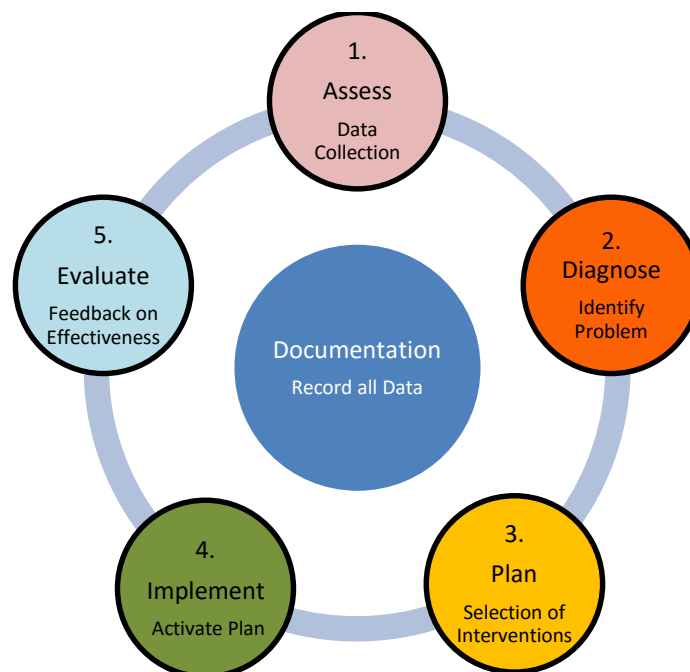 1.
Assess
Data
Collection
2.
Diagnose
Identify
Problem
3.
Plan
Selection of
Interventions
4.
Implement
Activate Plan
5.
Evaluate
Feedback on
Effectiveness
Documentation
Record all Data